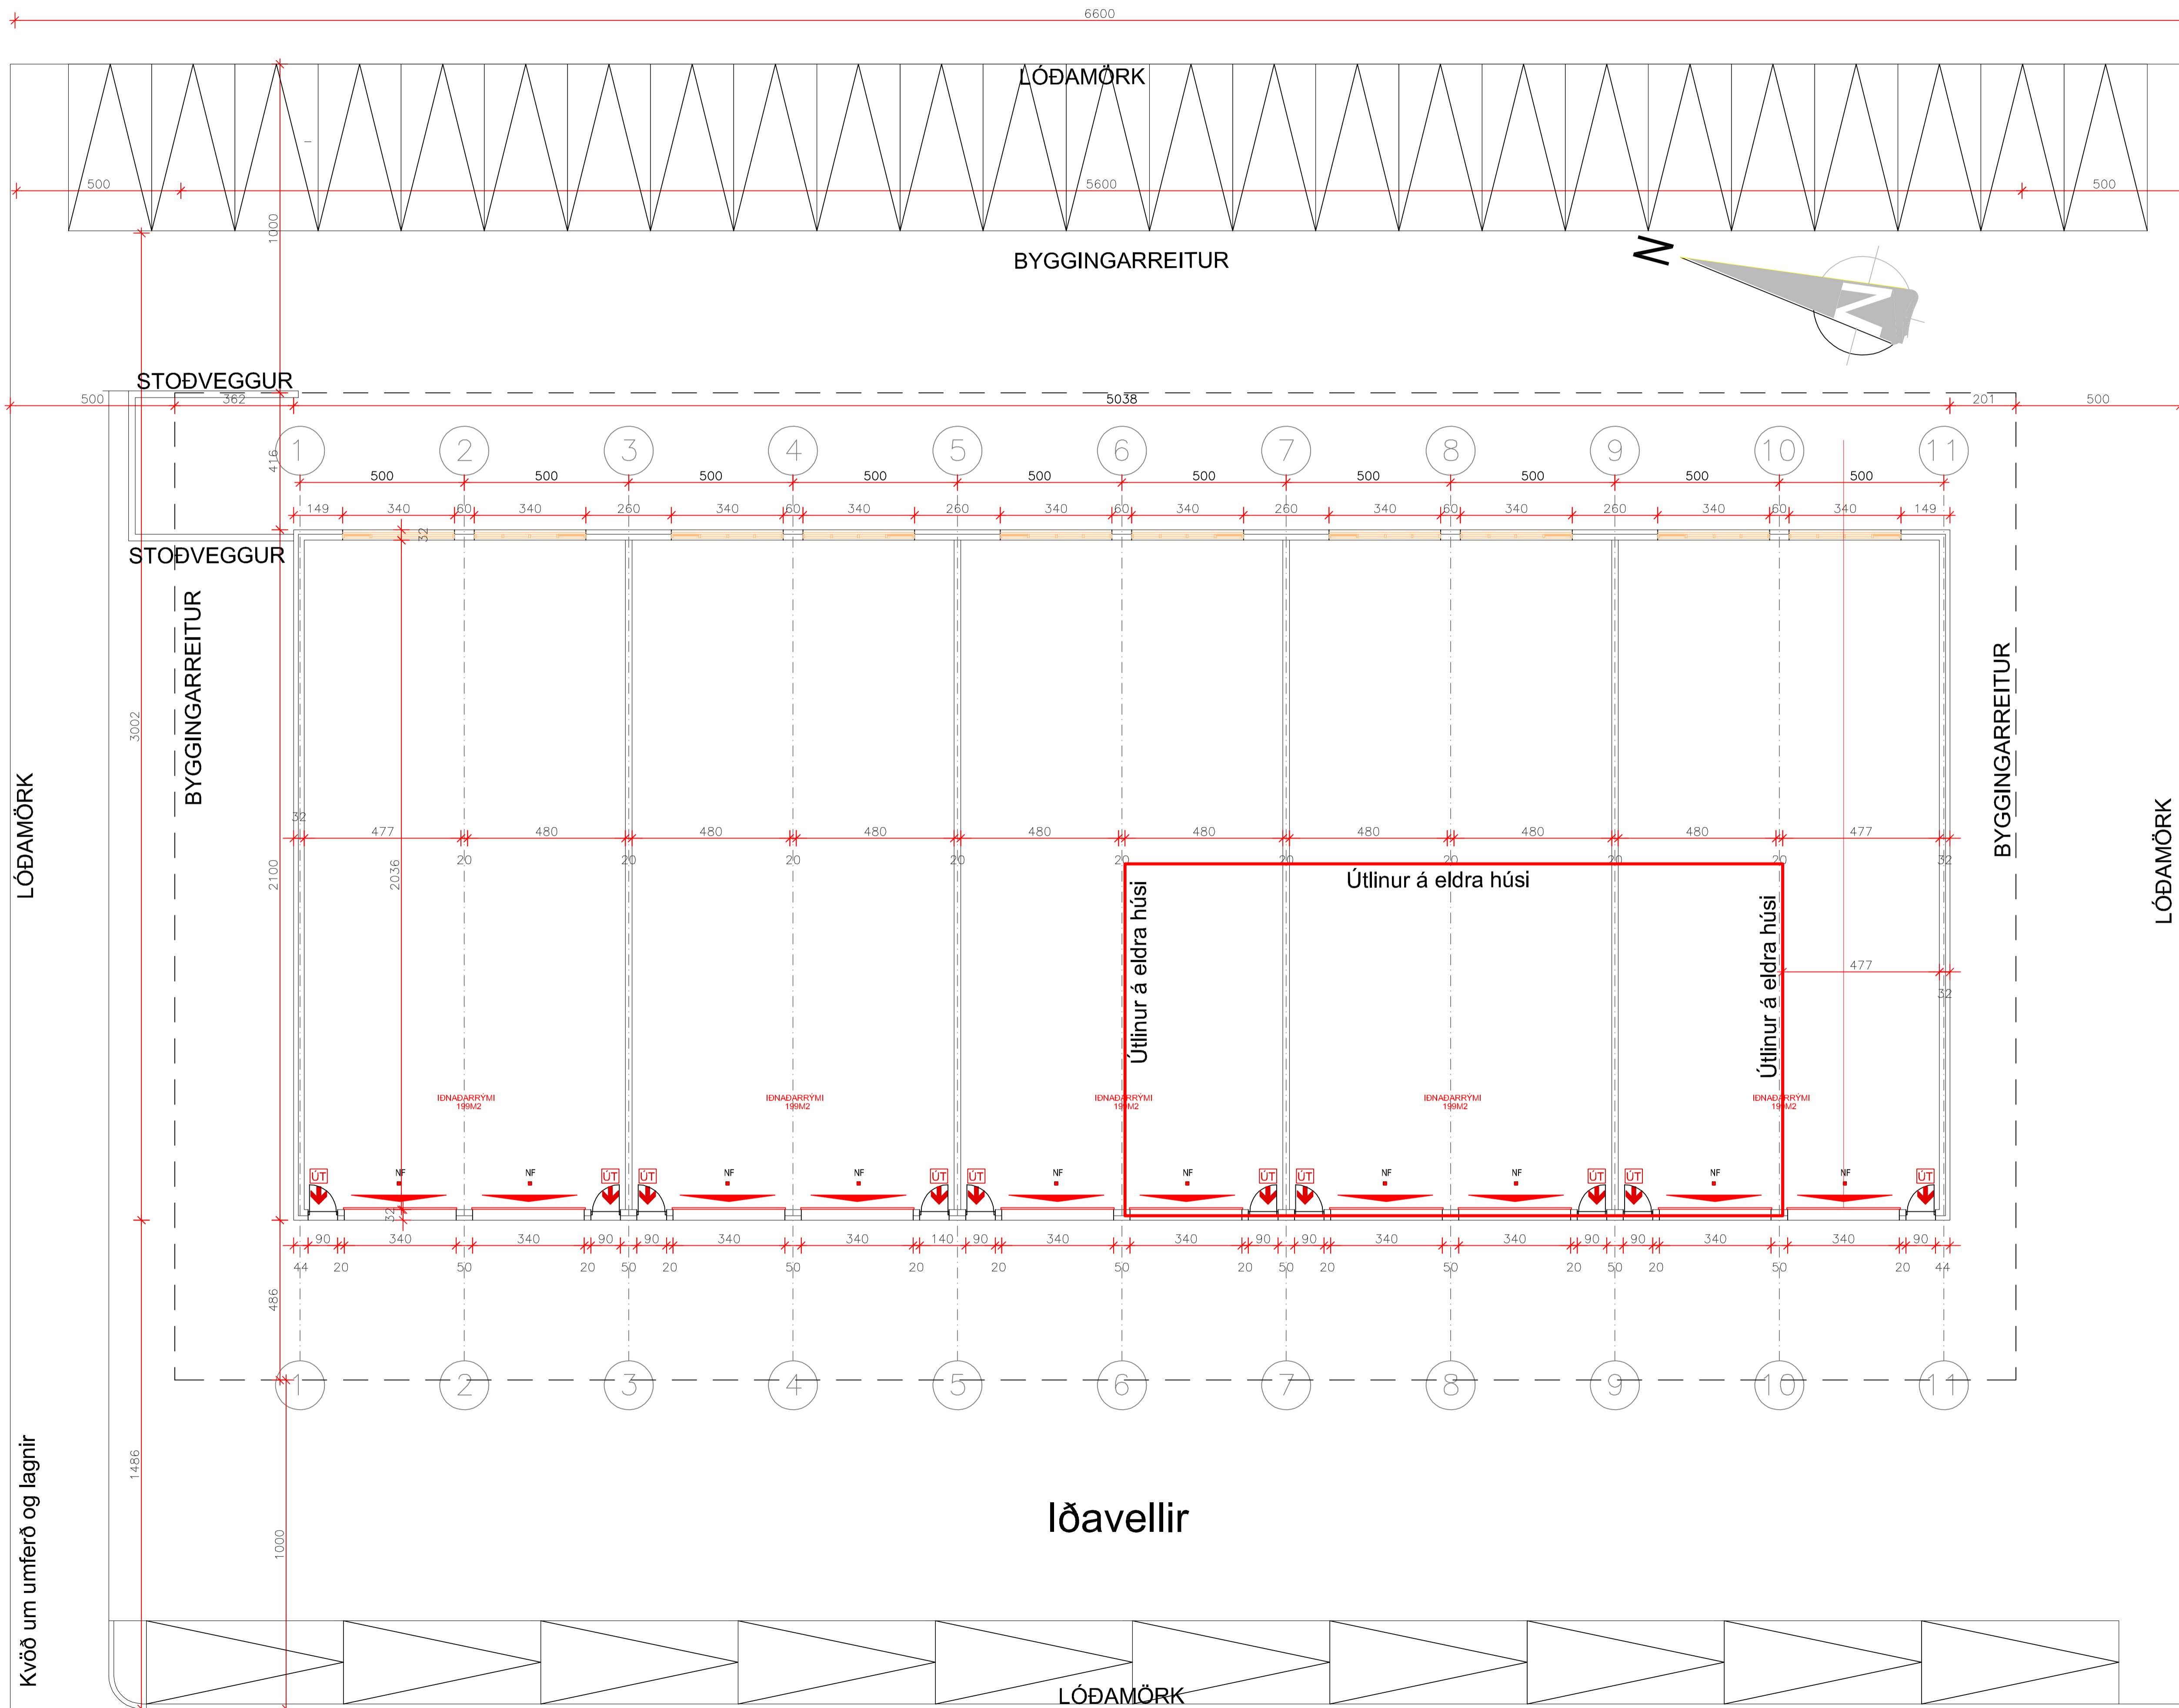 6600
LÓÐAMÖRK
500 5600 500
1000
BYGGINGARREITUR
N
N
STOÐVEGGUR
500 362 5038 201 500
1 2 3 4 5 6 7 8 9 10 11
416
500 500 500 500 500 500 500 500 500 500
149 340 60 340 260 340 60 340 260 340 60 340 260 340 60 340 260 340 60 340 149
32
STOÐVEGGUR
BYGGINGARREITUR
BYGGINGARREITUR
3002
LÓÐAMÖRK
LÓÐAMÖRK
2100
2036
32 477 480 480 480 480 480 480 480 480 477
20 20 20 20 20 20 20 20 20 32
Útlinur á eldra húsi
Útlinur á eldra húsi
Útlinur á eldra húsi
477
32
IÐNAÐARRÝMI IÐNAÐARRÝMI IÐNAÐARRÝMI IÐNAÐARRÝMI IÐNAÐARRÝMI
199M2 199M2 199M2 199M2 199M2
ÚT NF NF ÚT ÚT NF NF ÚT ÚT NF NF ÚT ÚT NF NF ÚT ÚT NF NF ÚT
32
90 340 340 90 90 340 340 140 90 340 340 90 90 340 340 90 90 340 340 90
44 20 50 20 50 20 50 20 20 50 20 50 20 50 20 50 20 50 20 44
486
1 2 3 4 5 6 7 8 9 10 11
1486
1000
Iðavellir
Kvöð um umferð og lagnir
LÓÐAMÖRK